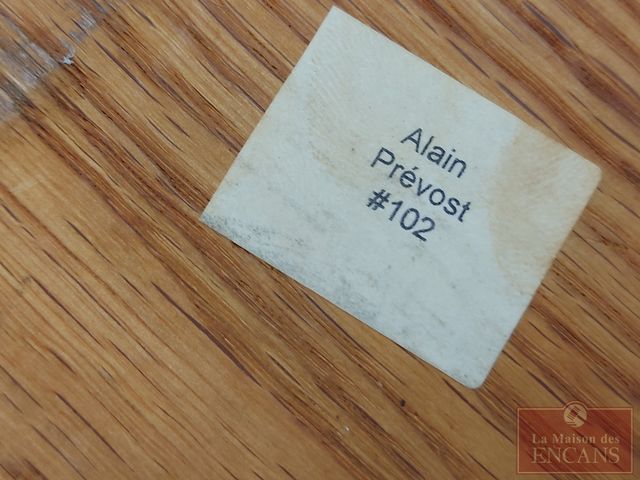 Alain
Prévost
#102
La Maison des
ENCANS